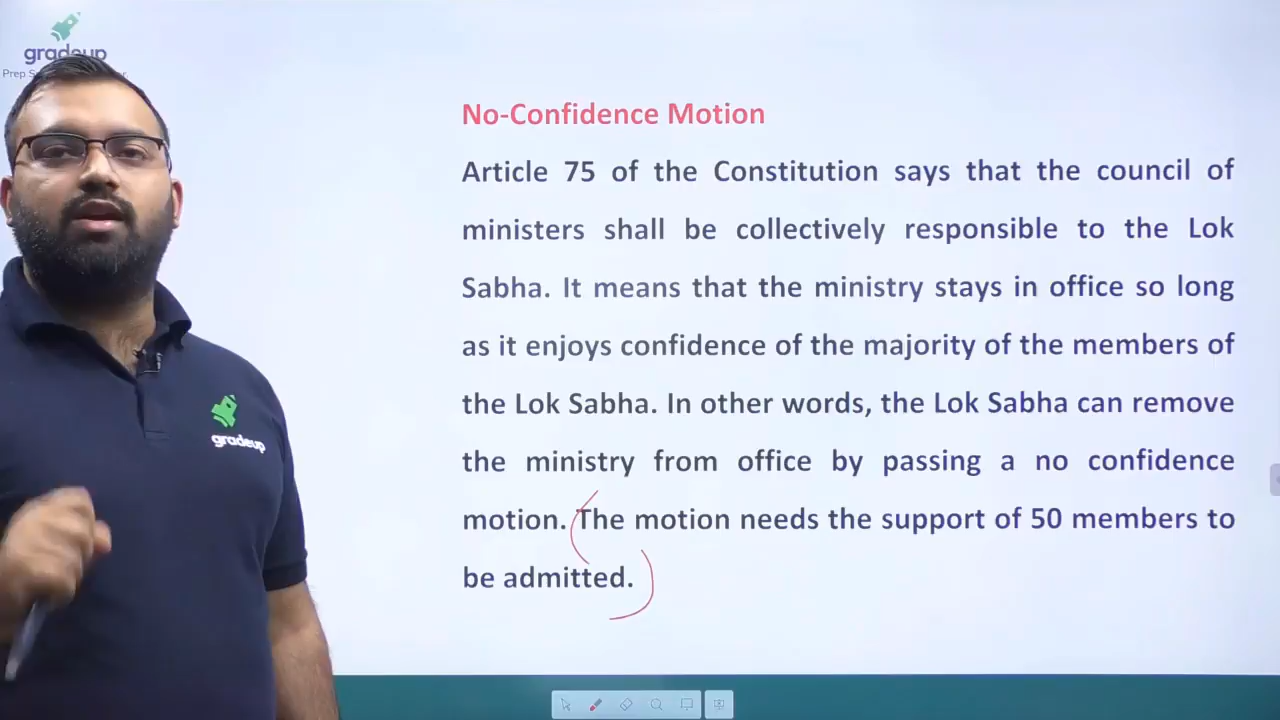 gradeup
No-Confidence Motion
Article 75 of the Constitution says that the council of
ministers shall be collectively responsible to the Lok
Sabha. It means that the ministry stays in office so long
as it enjoys confidence of the majority of the members of
the Lok Sabha. In other words, the Lok Sabha can remove
the ministry from office by passing a no confidence
motion. The motion needs the support of 50 members to
be admitted.
gradeup